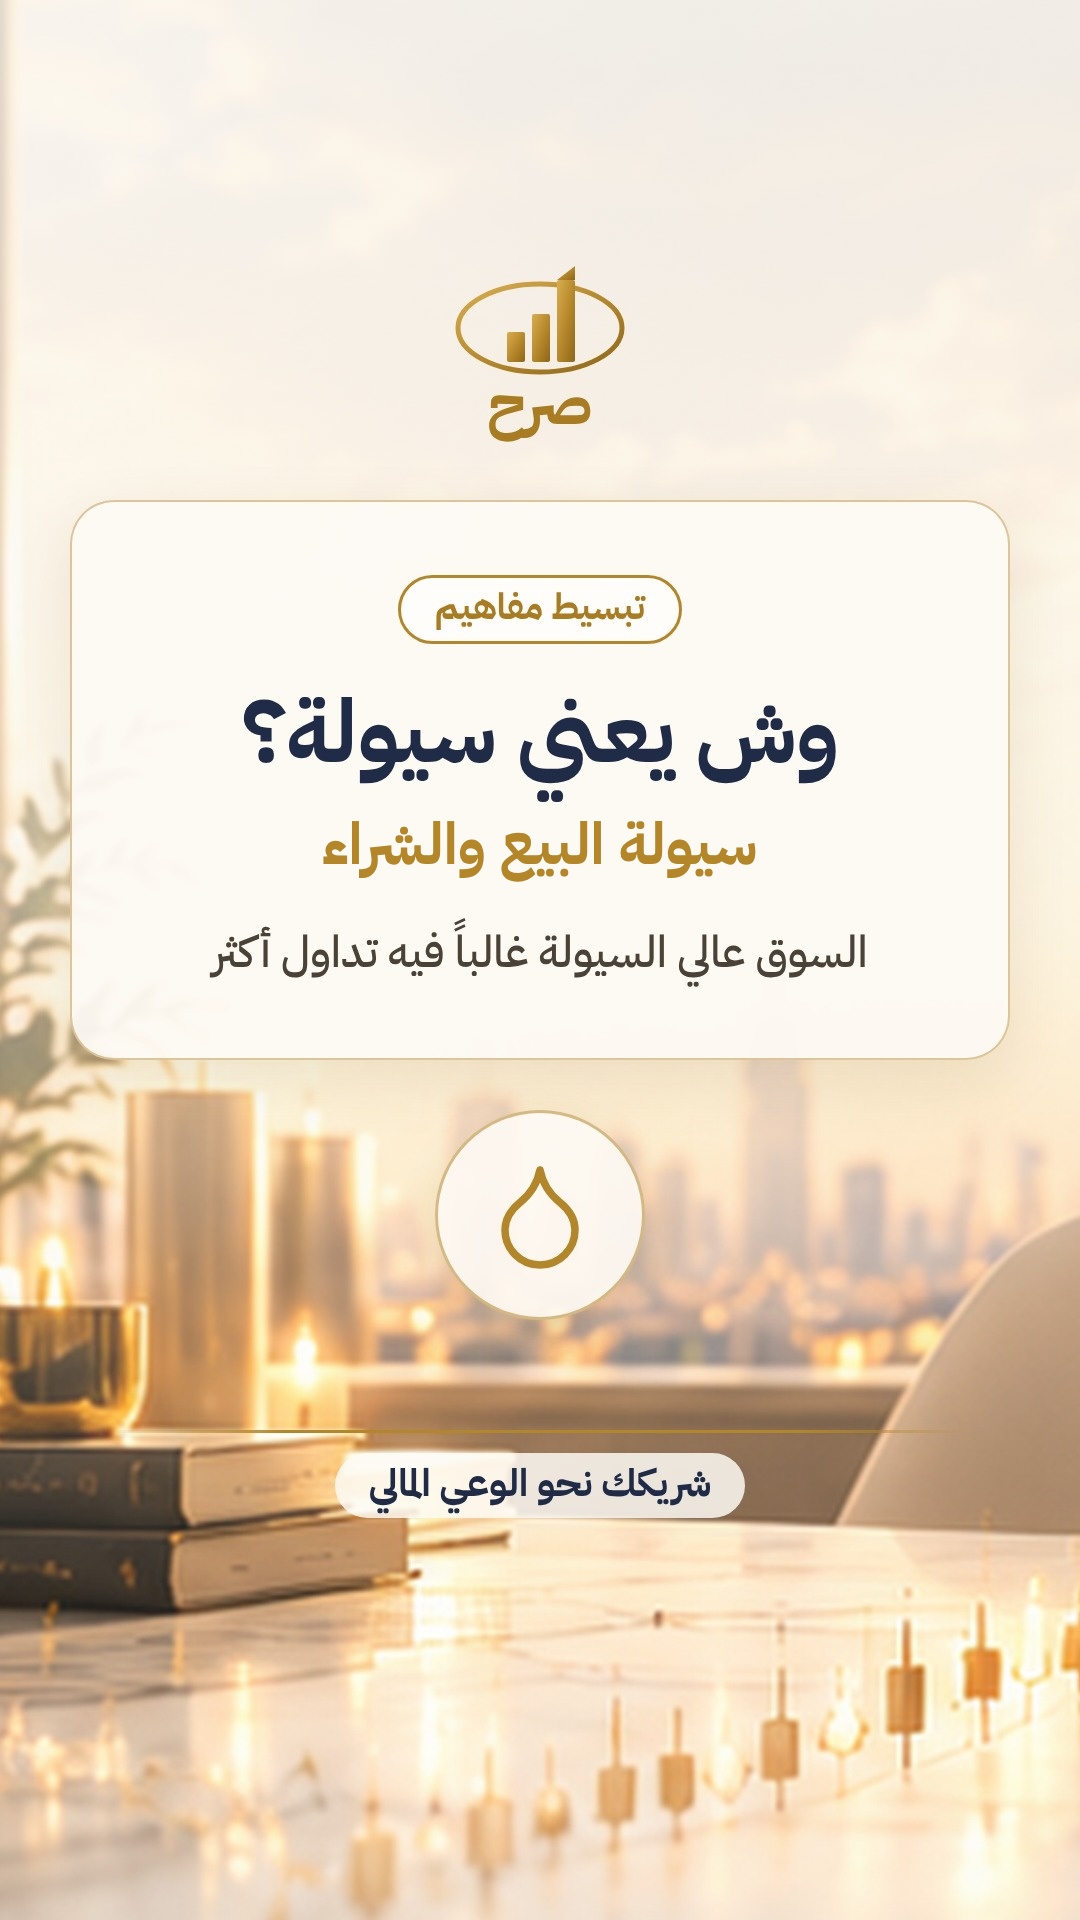 صرح
تبسيط مفاهيم
وش يعني سيولة؟
سيولة البيع والشراء
السوق عالي السيولة غالباً فيه تداول أكثر
شريكك نحو الوعي المالي